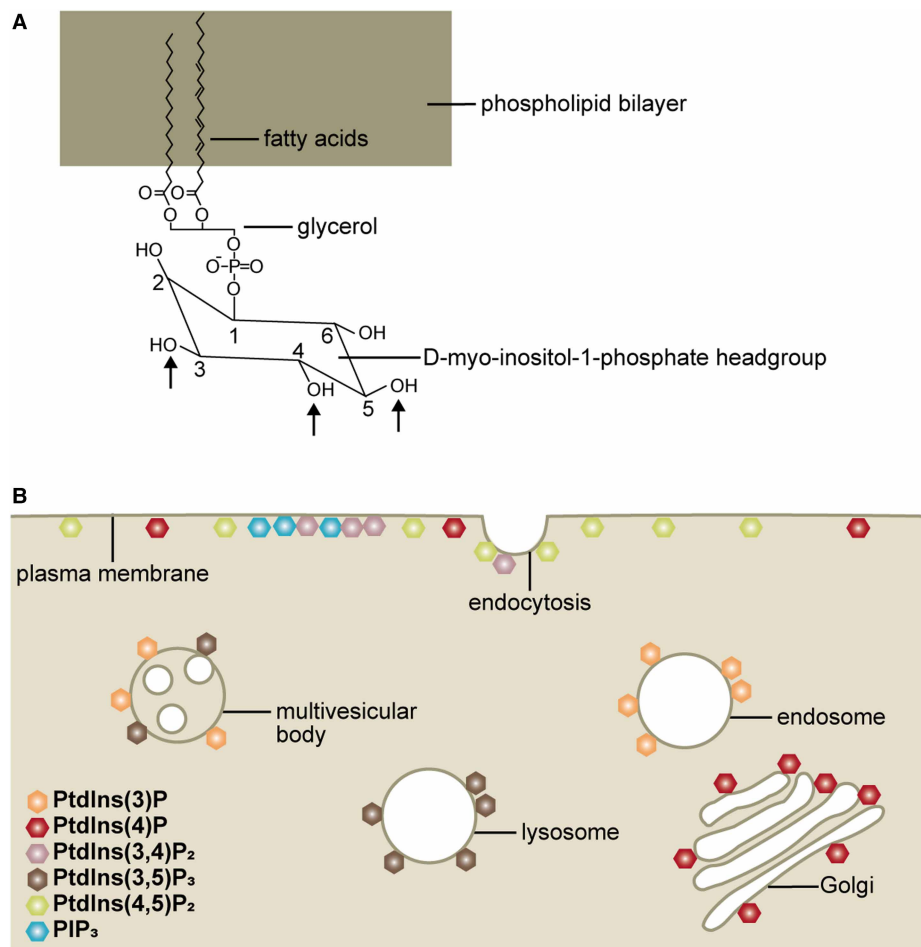 A
phospholipid bilayer
fatty acids
O
O
O
O
glycerol
O
HO
O⁻ P O
O
2
1
6
OH
HO
3
4
D-myo-inositol-1-phosphate headgroup
OH
OH
5
B
plasma membrane
endocytosis
multivesicular
body
endosome
lysosome
Golgi
PtdIns(3)P
PtdIns(4)P
PtdIns(3,4)P₂
PtdIns(3,5)P₃
PtdIns(4,5)P₂
PIP₃